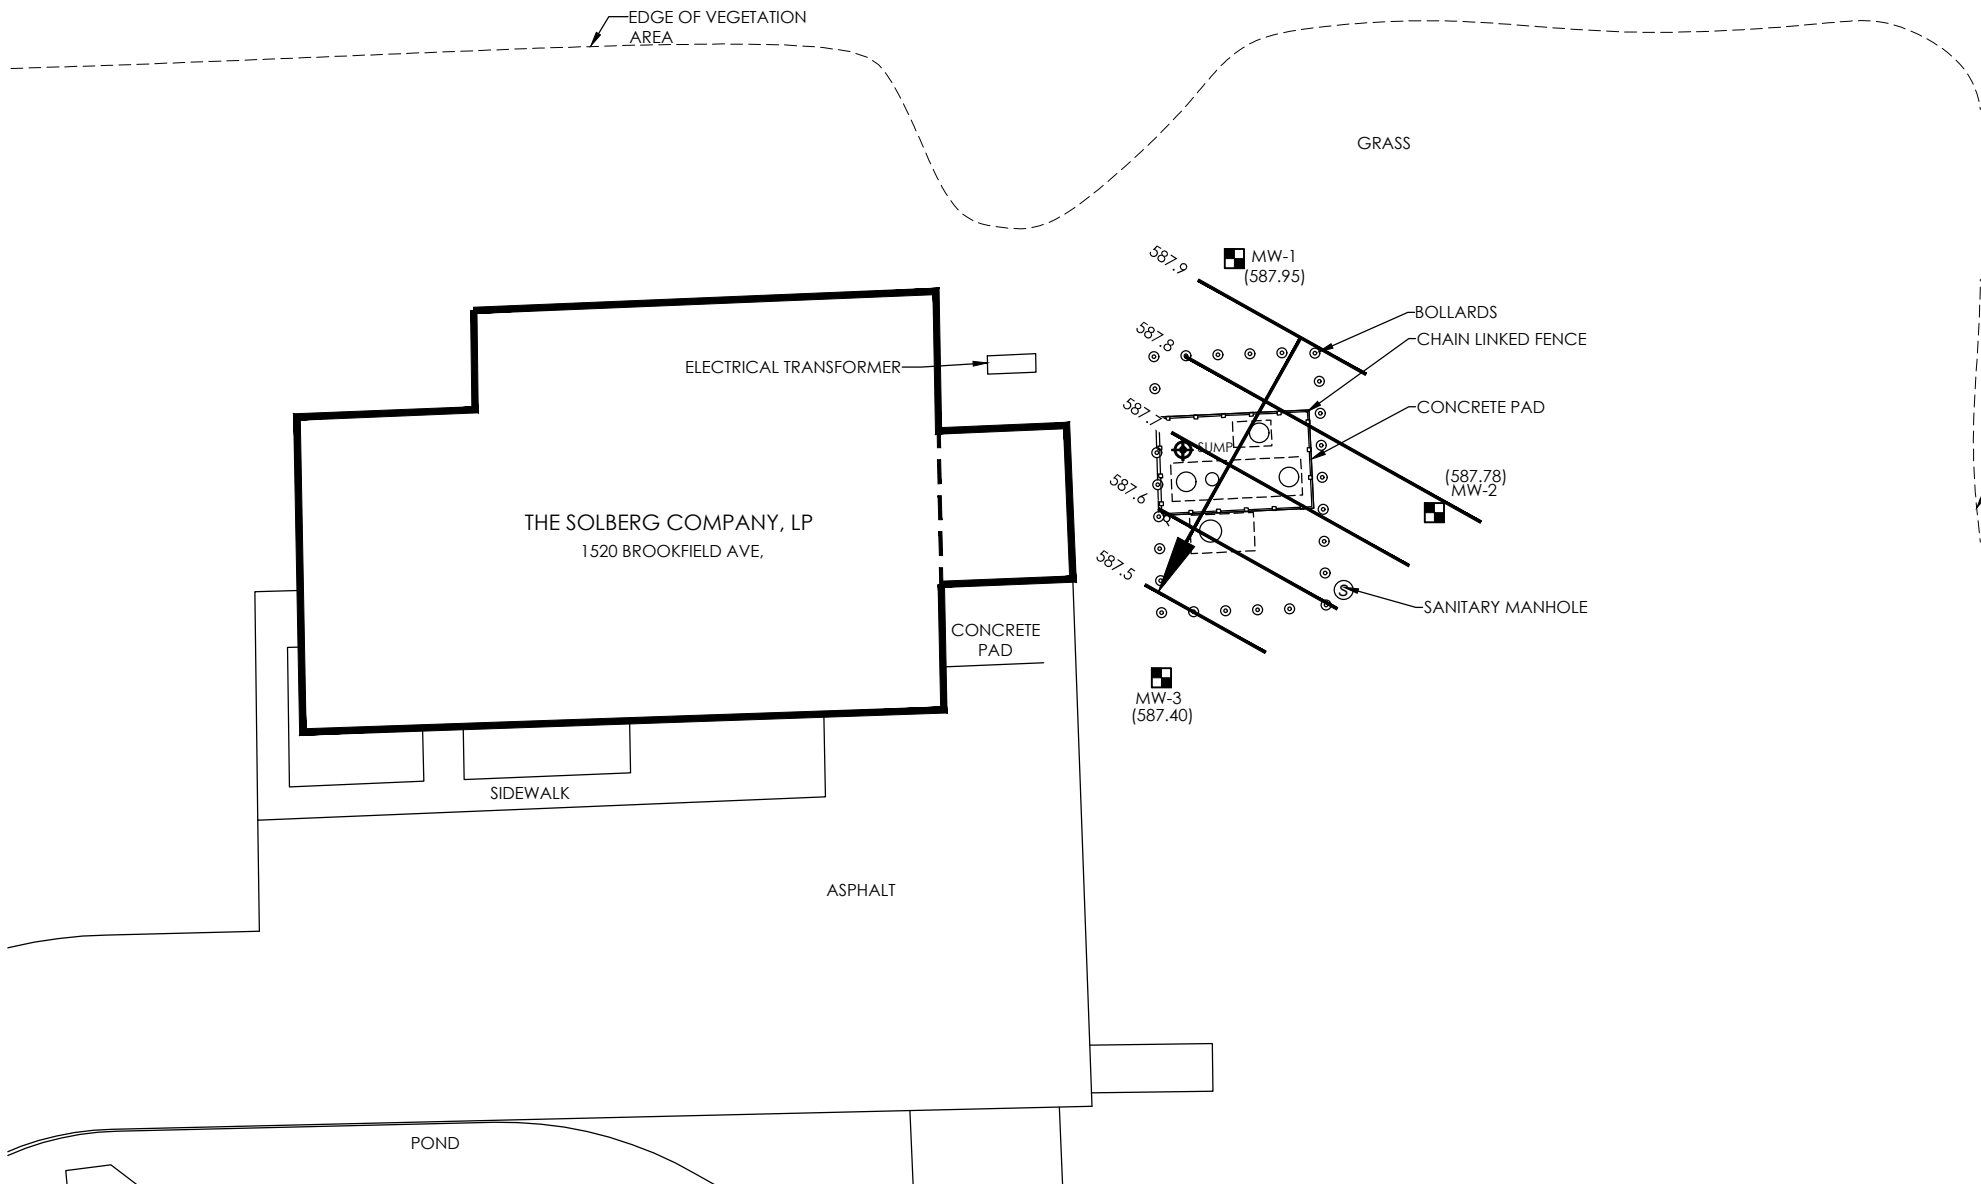 EDGE OF VEGETATION
AREA
GRASS
587.9
MW-1
(587.95)
587.8
BOLLARDS
CHAIN LINKED FENCE
ELECTRICAL TRANSFORMER
587.7
CONCRETE PAD
SUMP
(587.78)
MW-2
587.6
THE SOLBERG COMPANY, LP
1520 BROOKFIELD AVE,
587.5
S
SANITARY MANHOLE
CONCRETE
PAD
MW-3
(587.40)
SIDEWALK
ASPHALT
POND